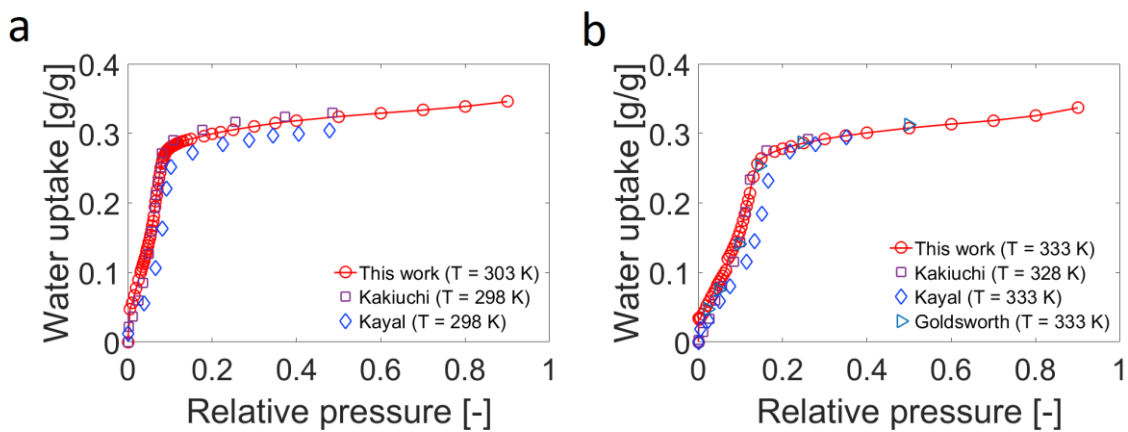 a
Water uptake [g/g]
0.4
0.3
0.2
0.1
0
0
0.2
0.4
0.6
0.8
1
Relative pressure [-]
This work (T = 303 K)
Kakiuchi (T = 298 K)
Kayal (T = 298 K)
b
Water uptake [g/g]
0.4
0.3
0.2
0.1
0
0
0.2
0.4
0.6
0.8
1
Relative pressure [-]
This work (T = 333 K)
Kakiuchi (T = 328 K)
Kayal (T = 333 K)
Goldsworth (T = 333 K)